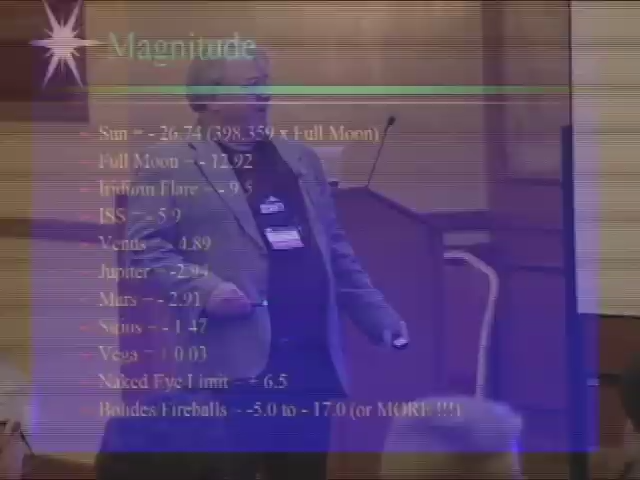 Magnitude
Sun = - 26.74 (398.359 x Full Moon)
Full Moon = - 12.92
Iridium Flare = - 9.5
ISS = - 5.9
Venus = - 4.89
Jupiter = -2.94
Mars = - 2.91
Sirius = - 1.47
Vega = + 0.03
Naked Eye Limit = + 6.5
Bolides Fireballs = -5.0 to - 17.0 (or MORE !!!)